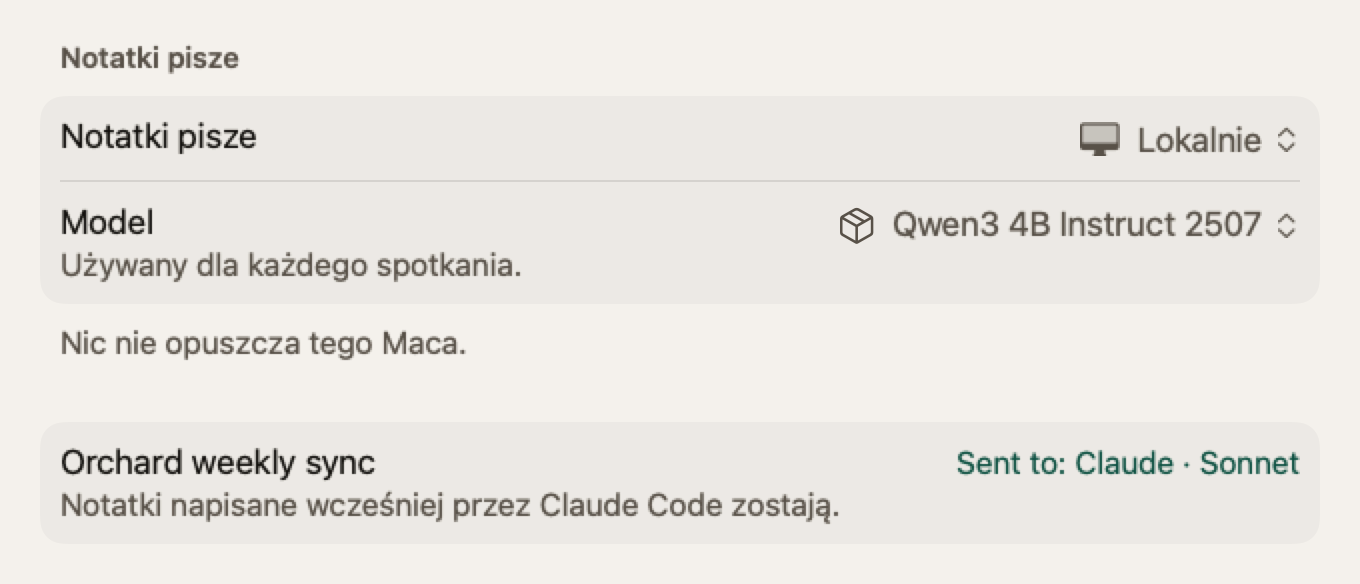 Notatki pisze
Notatki pisze
Lokalnie
Model
Qwen3 4B Instruct 2507
Używany dla każdego spotkania.
Nic nie opuszcza tego Maca.
Orchard weekly sync
Sent to: Claude · Sonnet
Notatki napisane wcześniej przez Claude Code zostają.